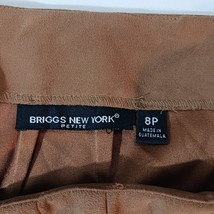 BRIGGS NEW YORK
PETITE
8P
MADE IN
GUATEMALA